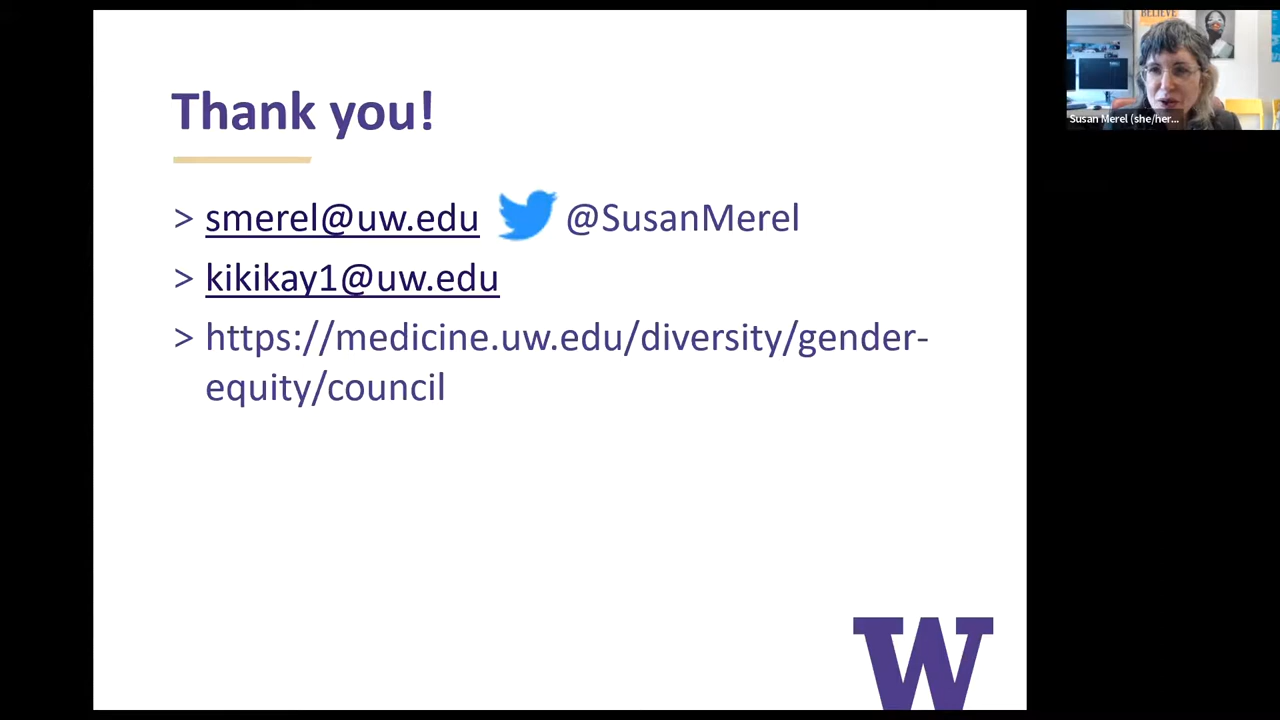 Thank you!
> smerel@uw.edu @SusanMerel
> kikikay1@uw.edu
> https://medicine.uw.edu/diversity/gender-
equity/council
W
BELIEVE
Susan Merel (she/her...